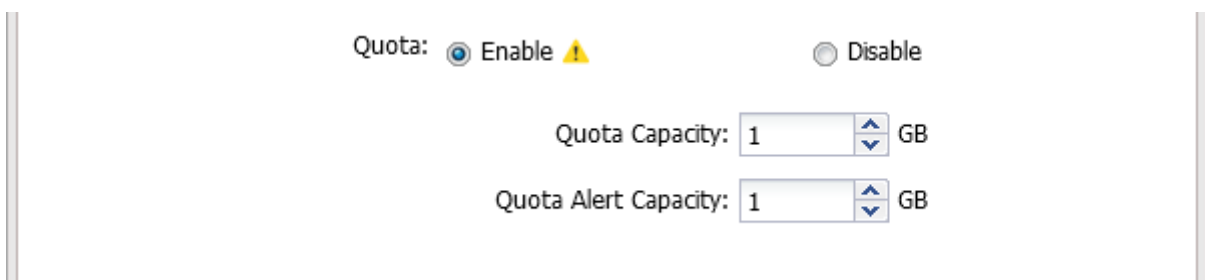 Quota: Enable Disable
Quota Capacity: 1 GB
Quota Alert Capacity: 1 GB